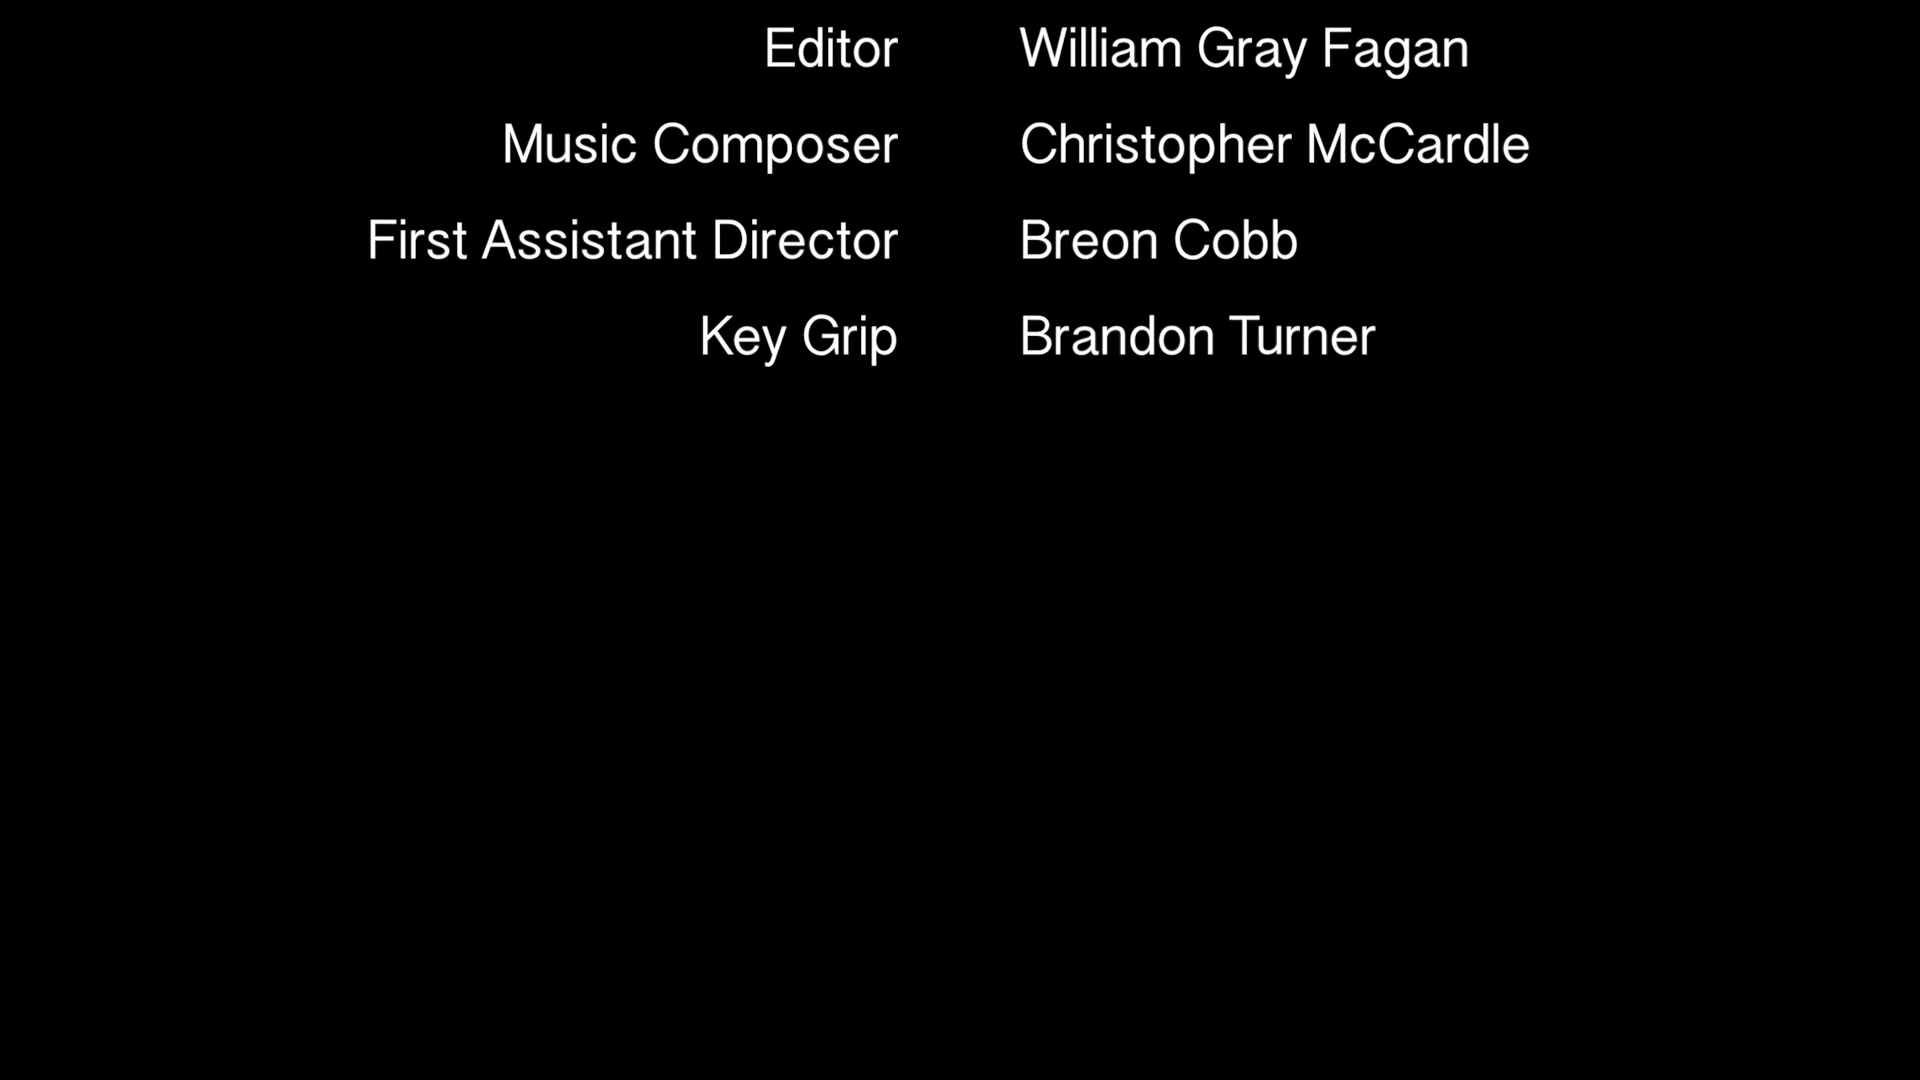 Editor William Gray Fagan
Music Composer Christopher McCardle
First Assistant Director Breon Cobb
Key Grip Brandon Turner